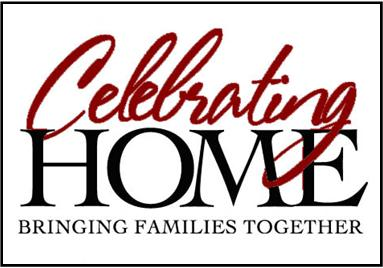 Celebrating
HOME
BRINGING FAMILIES TOGETHER